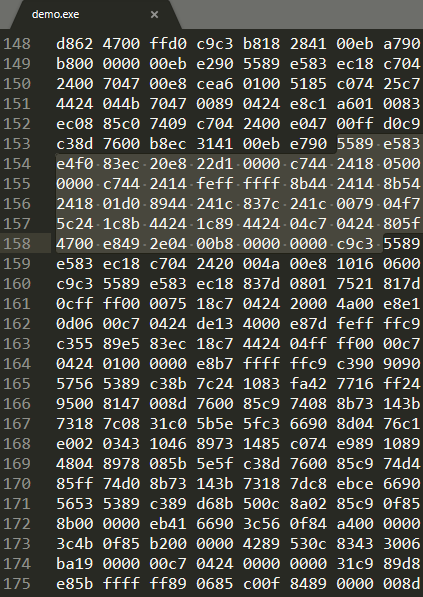 demo.exe ×
148 d862 4700 ffd0 c9c3 b818 2841 00eb a790
149 b800 0000 00eb e290 5589 e583 ec18 c704
150 2400 7047 00e8 cea6 0100 5185 c074 25c7
151 4424 044b 7047 0089 0424 e8c1 a601 0083
152 ec08 85c0 7409 c704 2400 e047 00ff d0c9
153 c38d 7600 b8ec 3141 00eb e790 5589 e583
154 e4f0 83ec 20e8 22d1 0000 c744 2418 0500
155 0000 c744 2414 feff ffff 8b44 2414 8b54
156 2418 01d0 8944 241c 837c 241c 0079 04f7
157 5c24 1c8b 4424 1c89 4424 04c7 0424 805f
158 4700 e849 2e04 00b8 0000 0000 c9c3 5589
159 e583 ec18 c704 2420 004a 00e8 1016 0600
160 c9c3 5589 e583 ec18 837d 0801 7521 817d
161 0cff ff00 0075 18c7 0424 2000 4a00 e8e1
162 0d06 00c7 0424 de13 4000 e87d feff ffc9
163 c355 89e5 83ec 18c7 4424 04ff ff00 00c7
164 0424 0100 0000 e8b7 ffff ffc9 c390 9090
165 5756 5389 c38b 7c24 1083 fa42 7716 ff24
166 9500 8147 008d 7600 85c9 7408 8b73 143b
167 7318 7c08 31c0 5b5e 5fc3 6690 8d04 76c1
168 e002 0343 1046 8973 1485 c074 e989 1089
169 4804 8978 085b 5e5f c38d 7600 85c9 74d4
170 85ff 74d0 8b73 143b 7318 7dc8 ebce 6690
171 5653 5389 c389 d68b 500c 8a02 85c9 0f85
172 8b00 0000 eb41 6690 3c56 0f84 a400 0000
173 3c4b 0f85 b200 0000 4289 530c 8343 3006
174 ba19 0000 00c7 0424 0000 0000 31c9 89d8
175 e85b ffff ff89 0685 c00f 8489 0000 008d